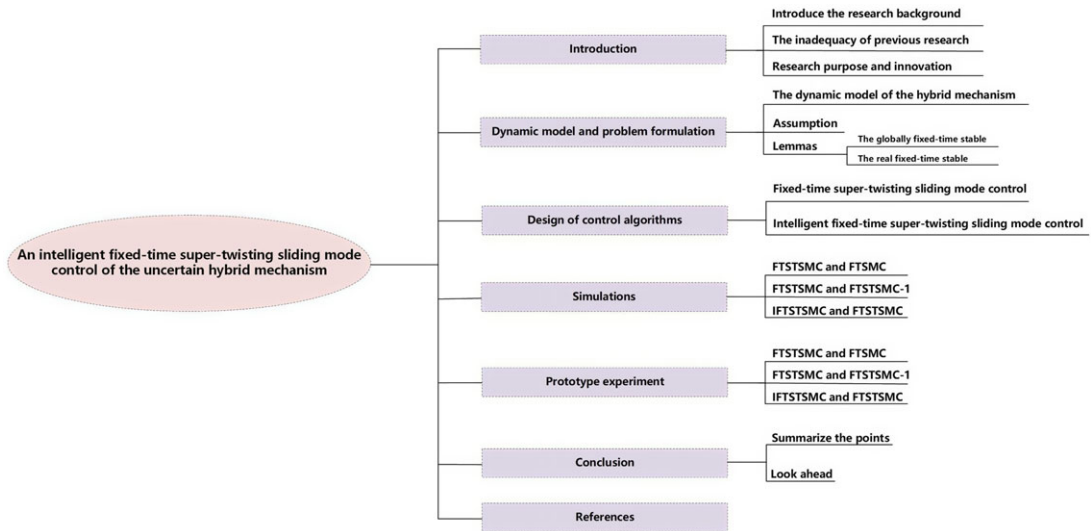 An intelligent fixed-time super-twisting sliding mode
control of the uncertain hybrid mechanism
Introduction
Introduce the research background
The inadequacy of previous research
Research purpose and innovation
Dynamic model and problem formulation
The dynamic model of the hybrid mechanism
Assumption
Lemmas
The globally fixed-time stable
The real fixed-time stable
Design of control algorithms
Fixed-time super-twisting sliding mode control
Intelligent fixed-time super-twisting sliding mode control
Simulations
FTSTSMC and FTSMC
FTSTSMC and FTSTSMC-1
IFTSTSMC and FTSTSMC
Prototype experiment
FTSTSMC and FTSMC
FTSTSMC and FTSTSMC-1
IFTSTSMC and FTSTSMC
Conclusion
Summarize the points
Look ahead
References